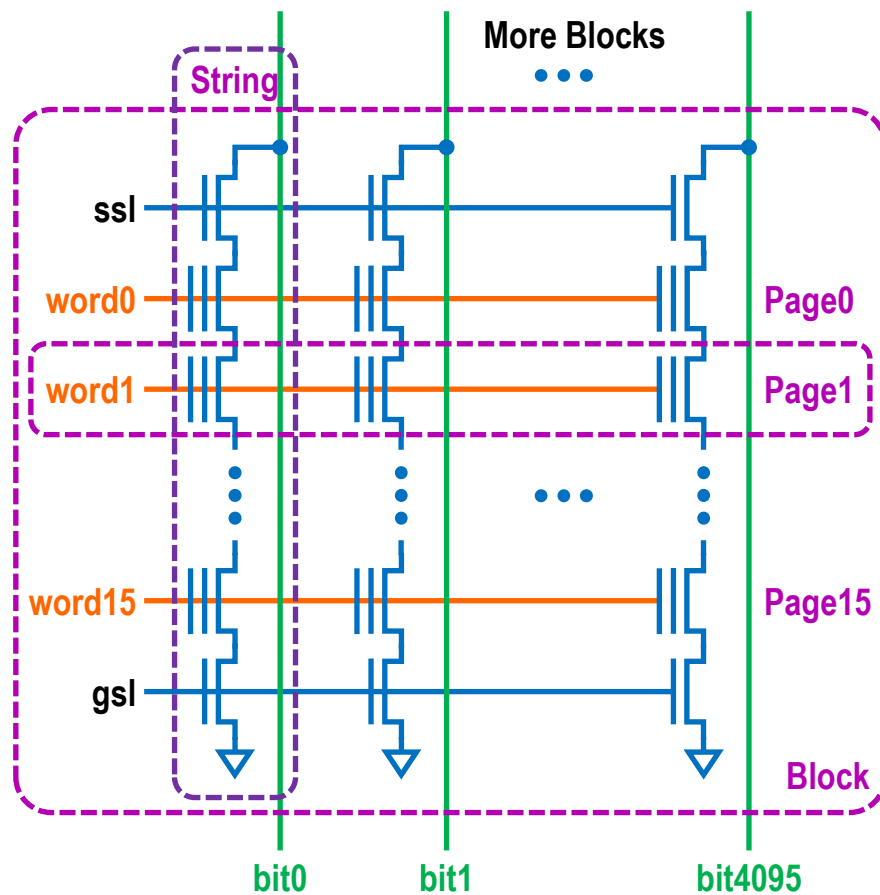 More Blocks
String
ssl
word0 Page0
word1 Page1
word15 Page15
gsl
Block
bit0 bit1 bit4095